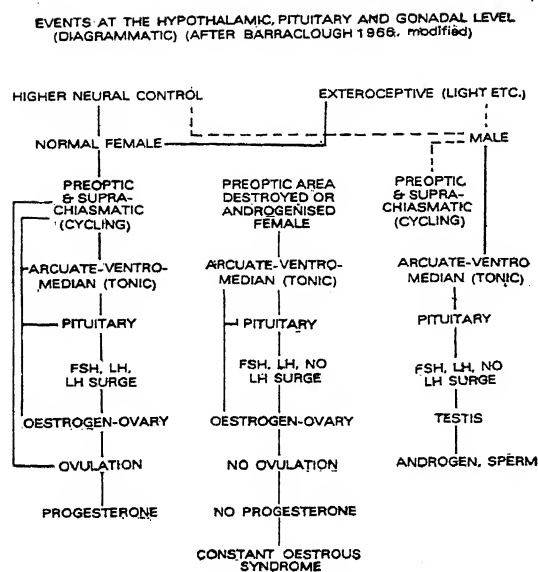 EVENTS AT THE HYPOTHALAMIC, PITUITARY AND GONADAL LEVEL
(DIAGRAMMATIC) (AFTER BARRACLOUGH 1966. modified)
HIGHER NEURAL CONTROL
EXTEROCEPTIVE (LIGHT ETC.)
NORMAL FEMALE
MALE
PREOPTIC
& SUPRA-
CHIASMATIC
(CYCLING)
ARCUATE-VENTRO-
MEDIAN (TONIC)
PITUITARY
FSH, LH,
LH SURGE
OESTROGEN-OVARY
OVULATION
PROGESTERONE
PREOPTIC AREA
DESTROYED OR
ANDROGENISED
FEMALE
ARCUATE-VENTRO-
MEDIAN (TONIC)
PITUITARY
FSH, LH, NO
LH SURGE
OESTROGEN-OVARY
NO OVULATION
NO PROGESTERONE
CONSTANT OESTROUS
SYNDROME
PREOPTIC
& SUPRA-
CHIASMATIC
(CYCLING)
ARCUATE-VENTRO-
MEDIAN (TONIC)
PITUITARY
FSH, LH, NO
LH SURGE
TESTIS
ANDROGEN, SPERM